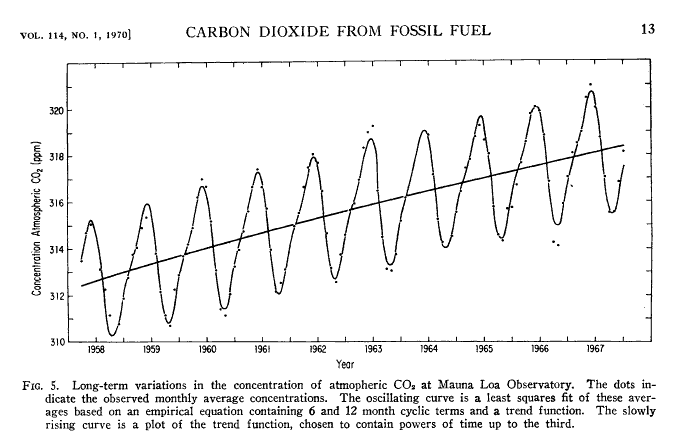 VOL. 114, NO. 1, 1970] CARBON DIOXIDE FROM FOSSIL FUEL 13
Concentration Atmospheric CO₂ (ppm)
320
318
316
314
312
310
1958 1959 1960 1961 1962 1963 1964 1965 1966 1967
Year
FIG. 5. Long-term variations in the concentration of atmopheric CO₂ at Mauna Loa Observatory. The dots in-
dicate the observed monthly average concentrations. The oscillating curve is a least squares fit of these aver-
ages based on an empirical equation containing 6 and 12 month cyclic terms and a trend function. The slowly
rising curve is a plot of the trend function, chosen to contain powers of time up to the third.